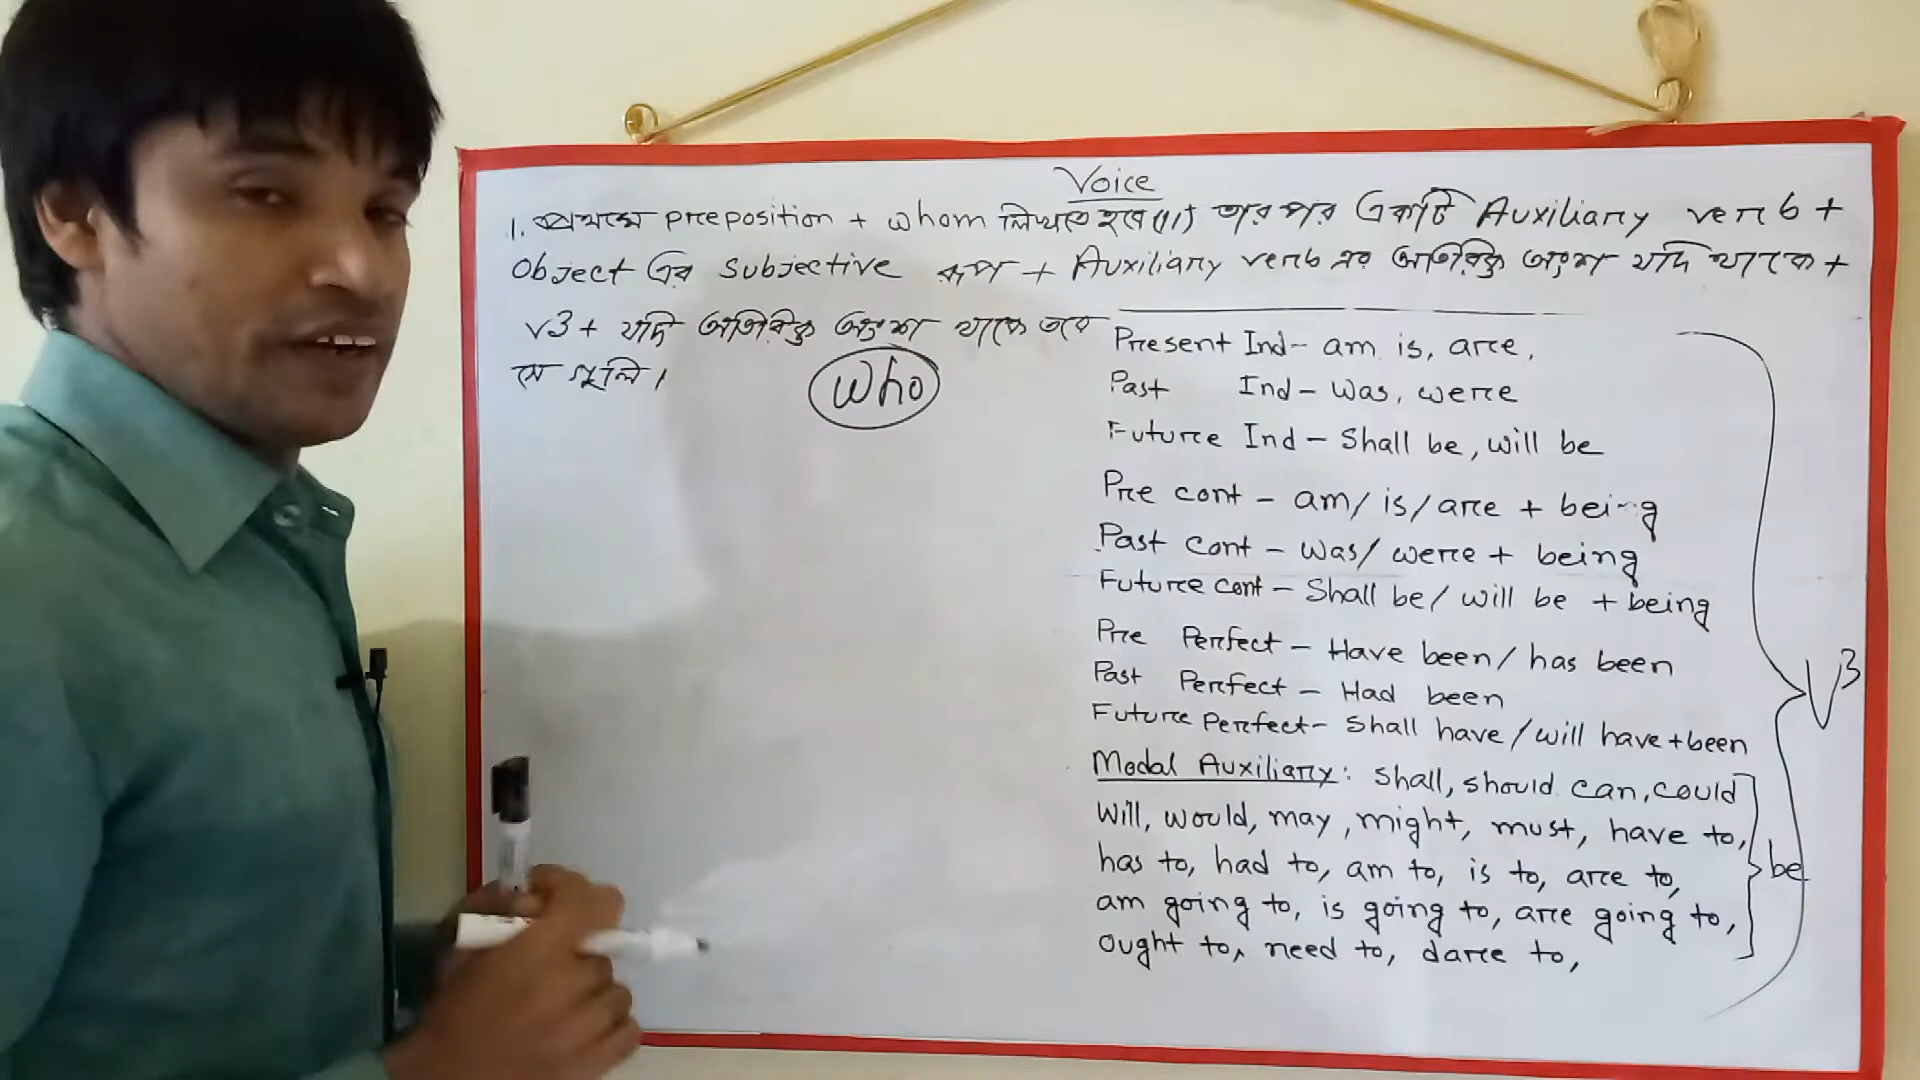 Voice
1. প্রথমে preposition + whom লিখতে হবে (।।) তারপর একটি Auxiliary verb +
Object এর Subjective রূপ + Auxiliary verb এর অতিরিক্ত অংশ যদি থাকে +
v3 + যদি অতিরিক্ত অংশ থাকে তবে
সে গুলি।
Who
Present Ind - am is, are,
Past Ind - was, were
Future Ind - Shall be, will be
Pre cont - am/ is/ are + being
Past cont - was/ were + being
Future cont - Shall be/ will be + being
Pre Perfect - Have been/ has been
Past Perfect - Had been
Future Perfect - Shall have / will have + been
V3
Modal Auxiliary: shall, should can, could
will, would, may, might, must, have to,
has to, had to, am to, is to, are to,
am going to, is going to, are going to,
ought to, need to, dare to,
be